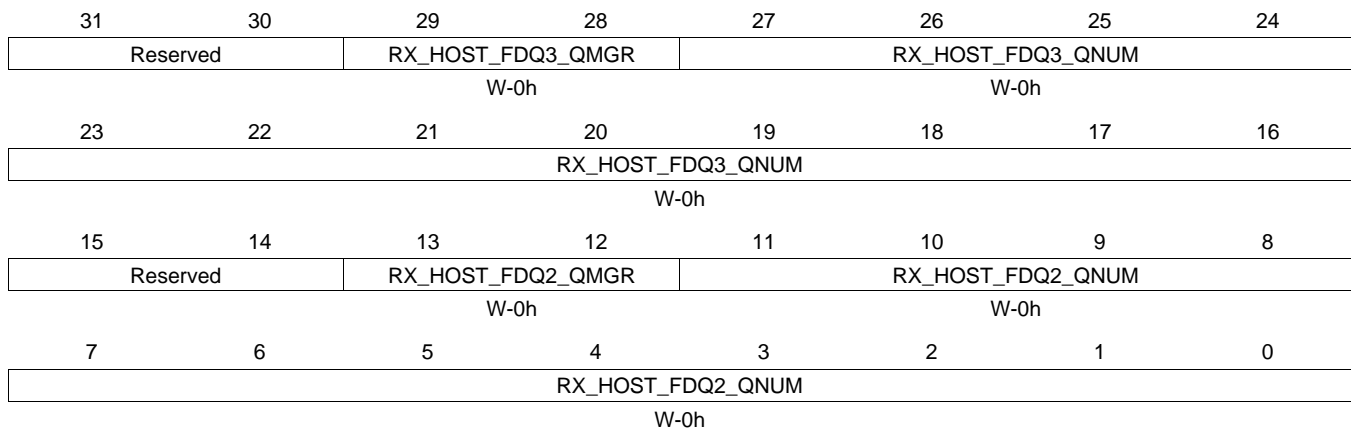 31 30 29 28 27 26 25 24
Reserved RX_HOST_FDQ3_QMGR RX_HOST_FDQ3_QNUM
W-0h W-0h
23 22 21 20 19 18 17 16
RX_HOST_FDQ3_QNUM
W-0h
15 14 13 12 11 10 9 8
Reserved RX_HOST_FDQ2_QMGR RX_HOST_FDQ2_QNUM
W-0h W-0h
7 6 5 4 3 2 1 0
RX_HOST_FDQ2_QNUM
W-0h